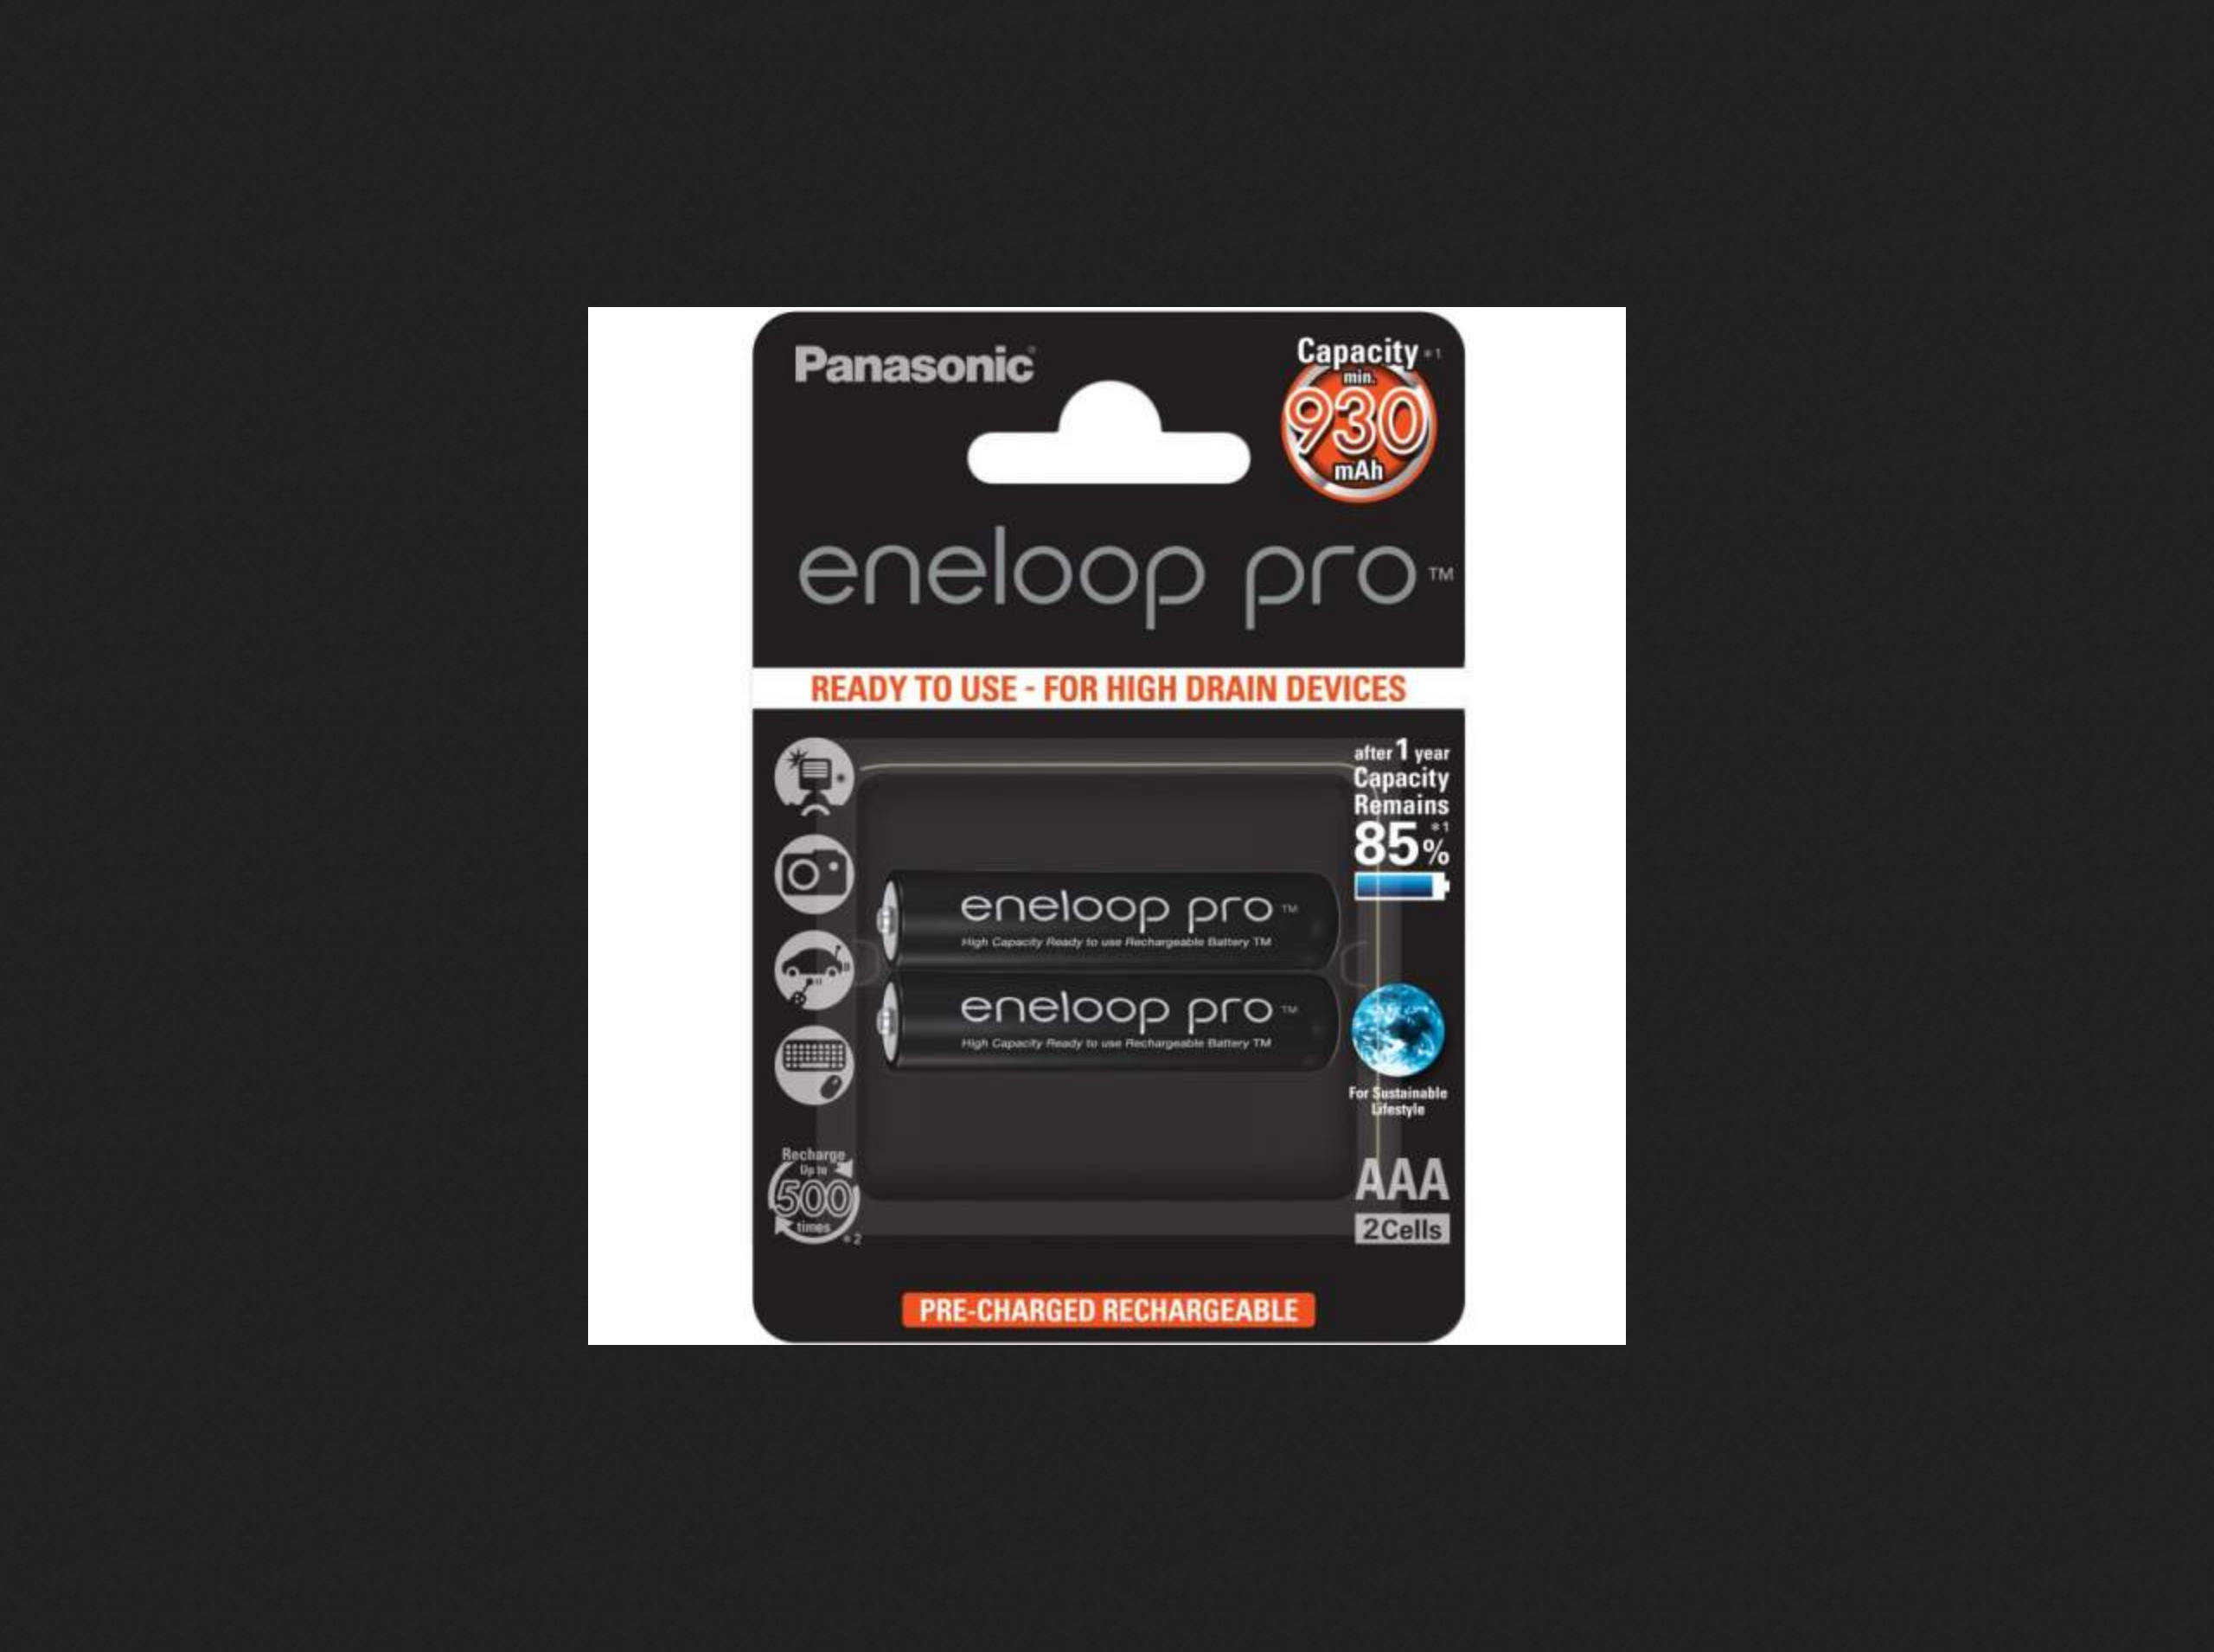 Panasonic®
Capacity *1
min.
930
mAh
eneloop pro™
READY TO USE - FOR HIGH DRAIN DEVICES
after 1 year
Capacity
Remains
85% *1
eneloop pro™
High Capacity Ready to use Rechargeable Battery TM
eneloop pro™
High Capacity Ready to use Rechargeable Battery TM
For Sustainable
Lifestyle
Recharge
Up to
500
times
*2
AAA
2Cells
PRE-CHARGED RECHARGEABLE